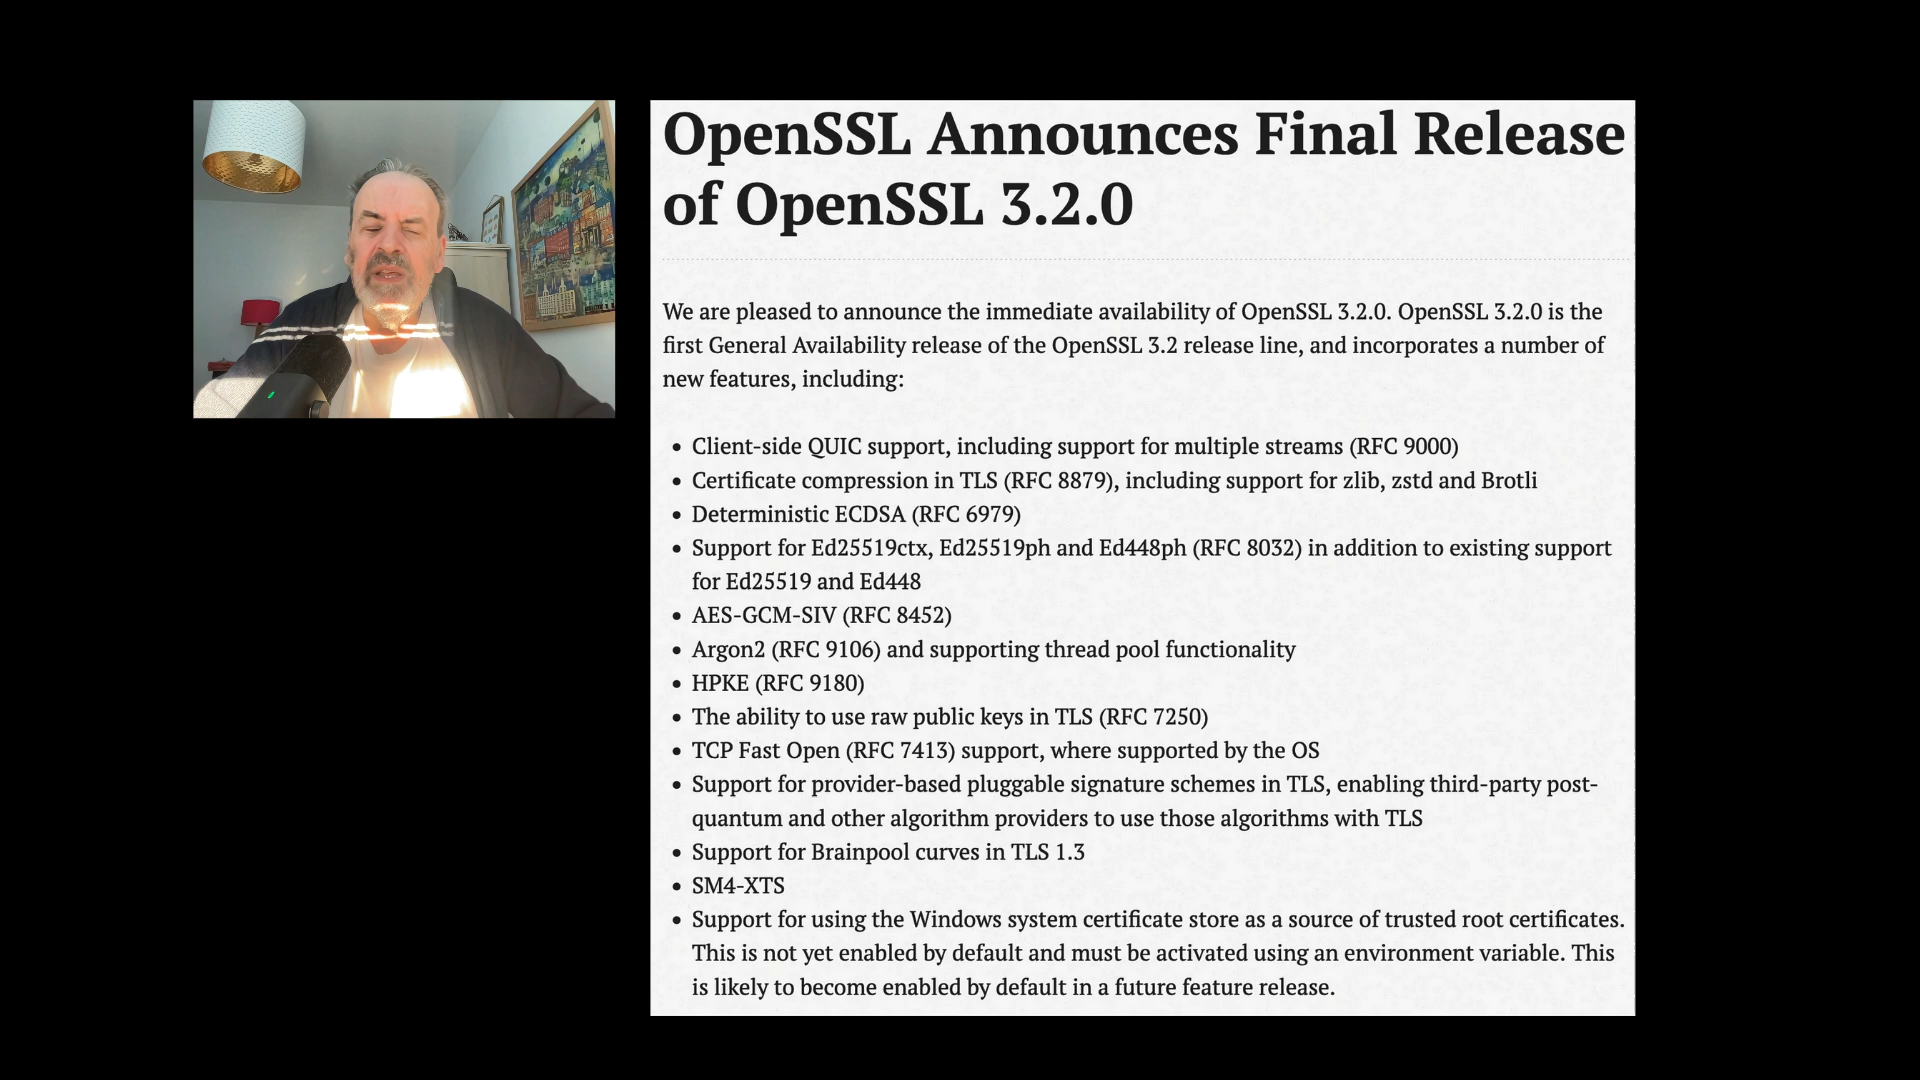 OpenSSL Announces Final Release
of OpenSSL 3.2.0
We are pleased to announce the immediate availability of OpenSSL 3.2.0. OpenSSL 3.2.0 is the
first General Availability release of the OpenSSL 3.2 release line, and incorporates a number of
new features, including:
• Client-side QUIC support, including support for multiple streams (RFC 9000)
• Certificate compression in TLS (RFC 8879), including support for zlib, zstd and Brotli
• Deterministic ECDSA (RFC 6979)
• Support for Ed25519ctx, Ed25519ph and Ed448ph (RFC 8032) in addition to existing support
for Ed25519 and Ed448
• AES-GCM-SIV (RFC 8452)
• Argon2 (RFC 9106) and supporting thread pool functionality
• HPKE (RFC 9180)
• The ability to use raw public keys in TLS (RFC 7250)
• TCP Fast Open (RFC 7413) support, where supported by the OS
• Support for provider-based pluggable signature schemes in TLS, enabling third-party post-
quantum and other algorithm providers to use those algorithms with TLS
• Support for Brainpool curves in TLS 1.3
• SM4-XTS
• Support for using the Windows system certificate store as a source of trusted root certificates.
This is not yet enabled by default and must be activated using an environment variable. This
is likely to become enabled by default in a future feature release.